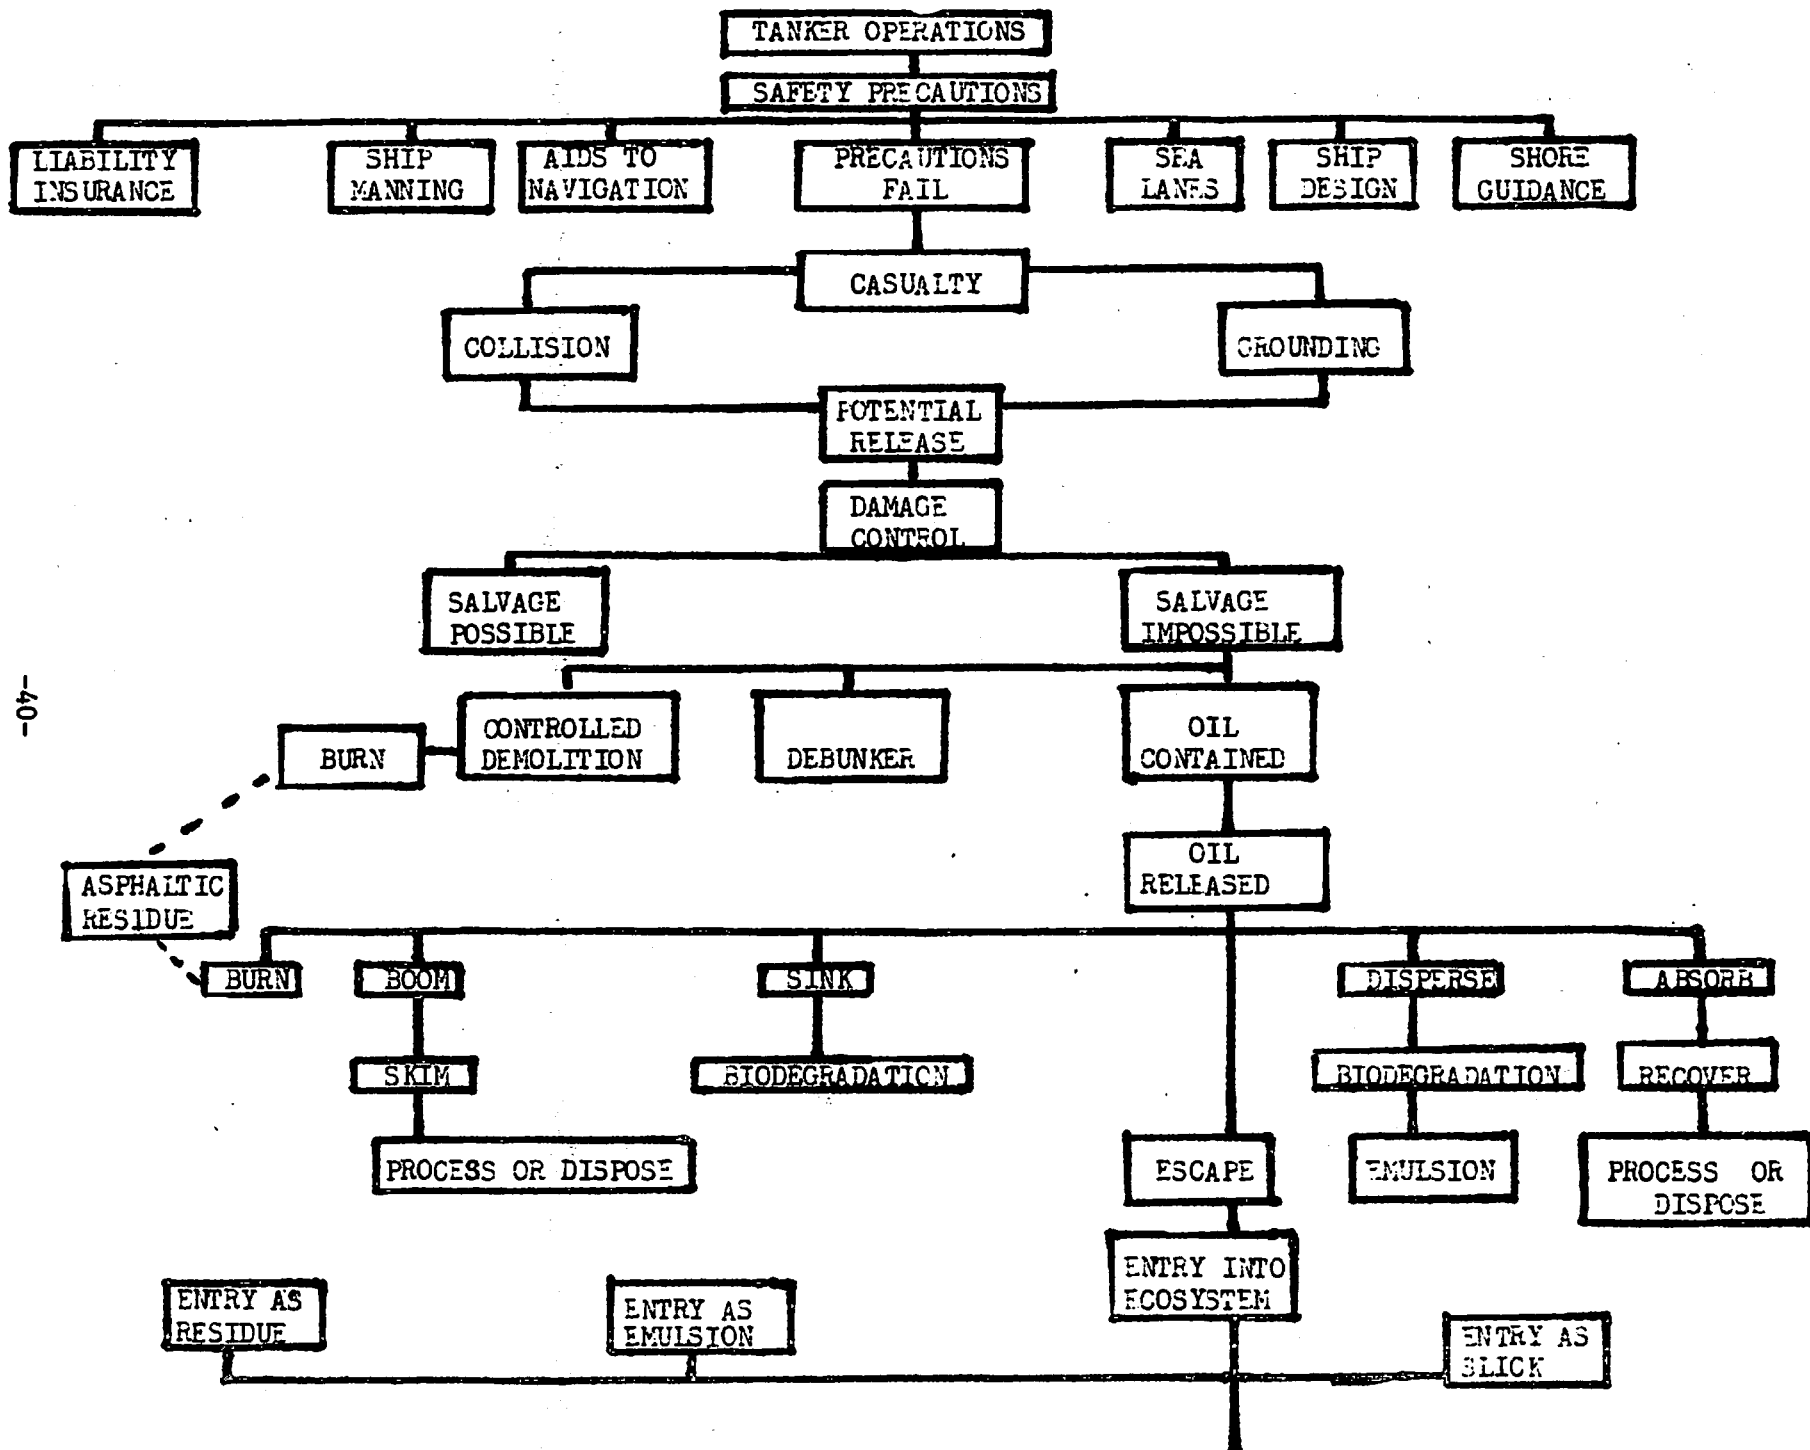 TANKER OPERATIONS
SAFETY PRECAUTIONS
LIABILITY
INSURANCE
SHIP
MANNING
AIDS TO
NAVIGATION
PRECAUTIONS
FAIL
SEA
LANES
SHIP
DESIGN
SHORE
GUIDANCE
CASUALTY
COLLISION
GROUNDING
POTENTIAL
RELEASE
DAMAGE
CONTROL
SALVAGE
POSSIBLE
SALVAGE
IMPOSSIBLE
-40-
BURN
CONTROLLED
DEMOLITION
DEBUNKER
OIL
CONTAINED
OIL
RELEASED
ASPHALTIC
RESIDUE
BURN
BOOM
SINK
DISPERSE
ABSORB
SKIM
BIODEGRADATION
BIODEGRADATION
RECOVER
PROCESS OR DISPOSE
ESCAPE
EMULSION
PROCESS OR
DISPOSE
ENTRY INTO
ECOSYSTEM
ENTRY AS
RESIDUE
ENTRY AS
EMULSION
ENTRY AS
SLICK